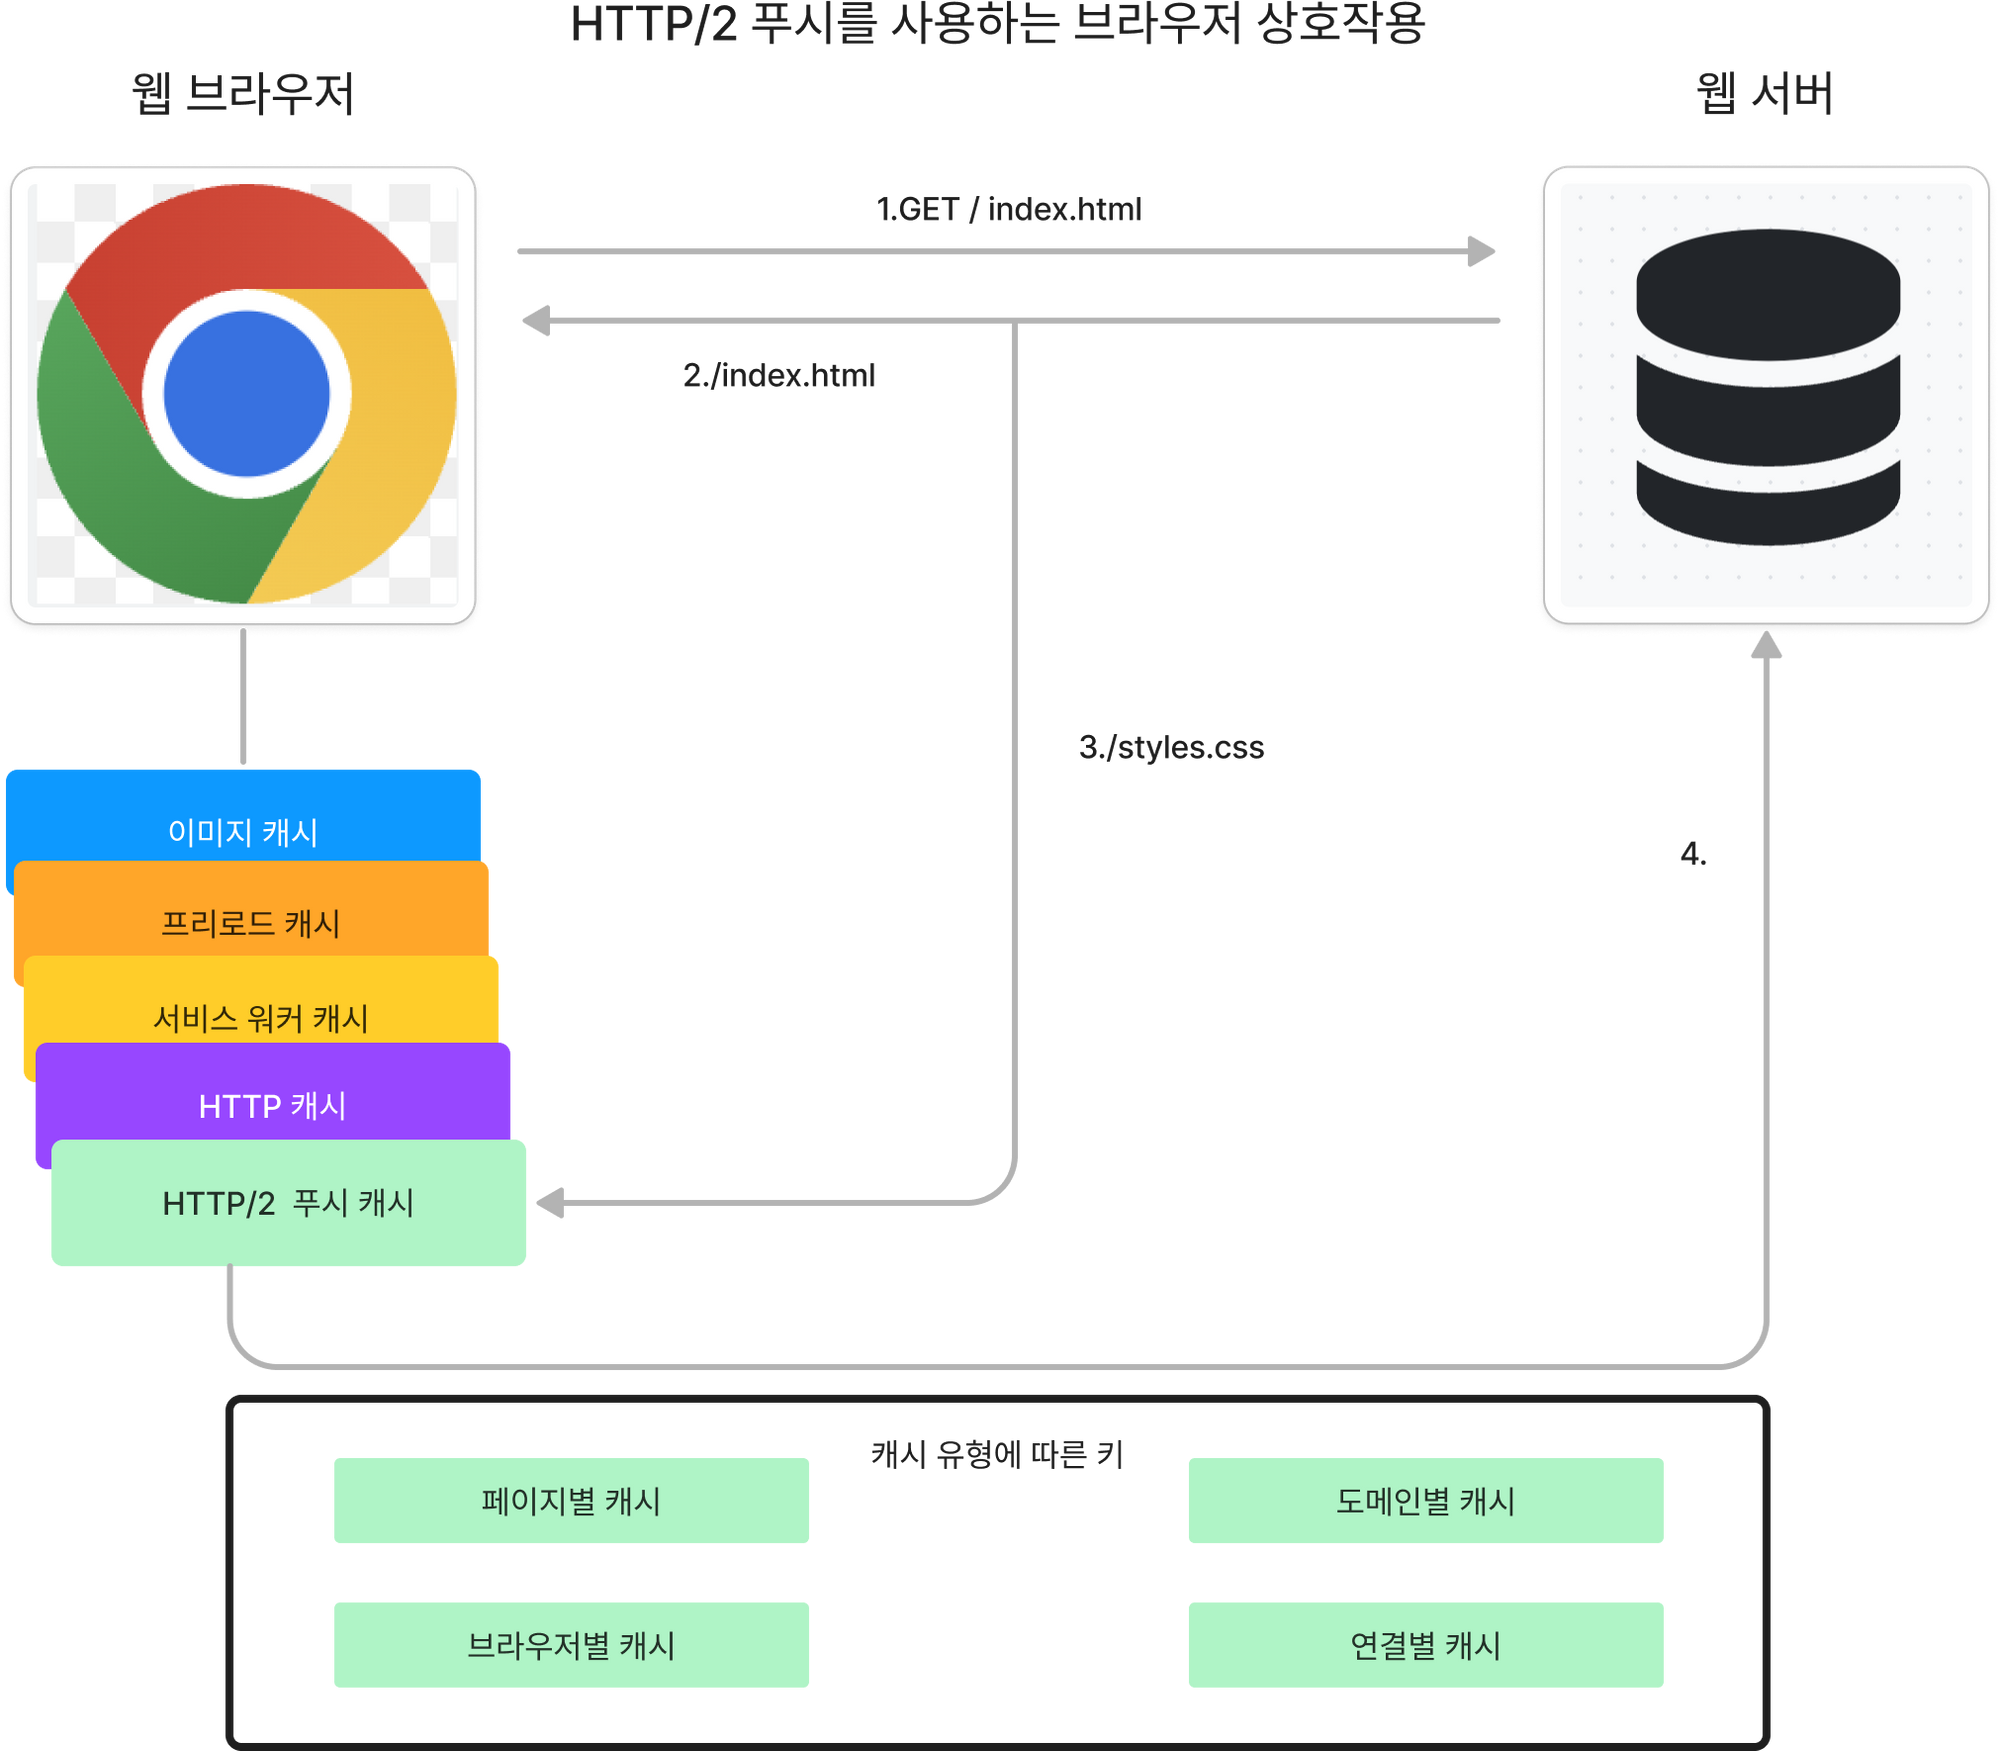 HTTP/2 푸시를 사용하는 브라우저 상호작용
웹 브라우저
웹 서버
1.GET / index.html
2./index.html
3./styles.css
4.
이미지 캐시
프리로드 캐시
서비스 워커 캐시
HTTP 캐시
HTTP/2 푸시 캐시
캐시 유형에 따른 키
페이지별 캐시
도메인별 캐시
브라우저별 캐시
연결별 캐시